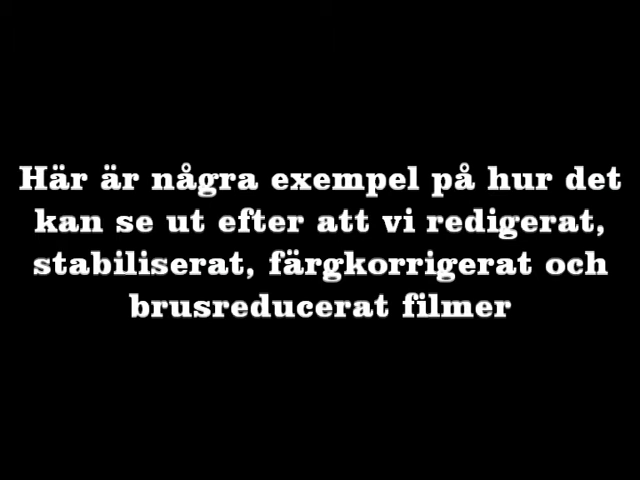 Här är några exempel på hur det
kan se ut efter att vi redigerat,
stabiliserat, färgkorrigerat och
brusreducerat filmer